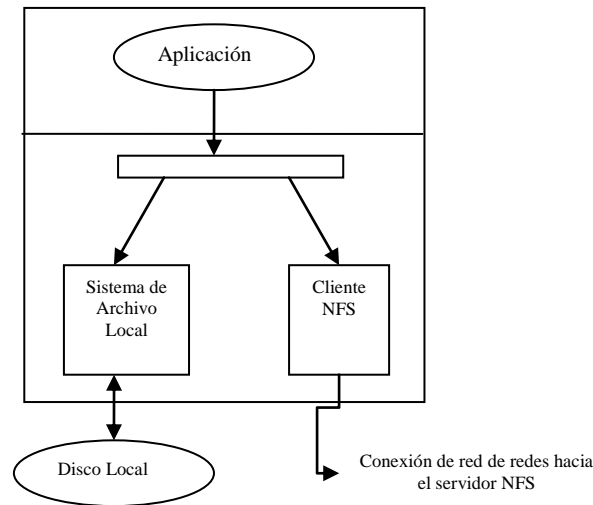 Aplicación
Sistema de
Archivo
Local
Cliente
NFS
Disco Local
Conexión de red de redes hacia
el servidor NFS